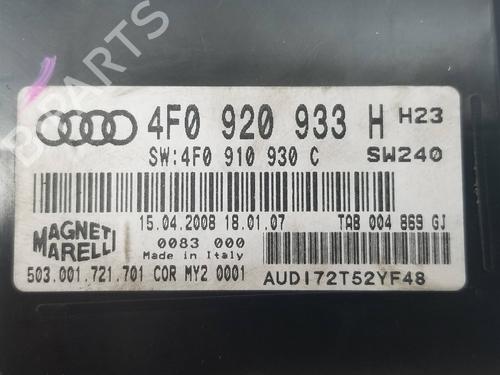 B-PARTS
4F0 920 933 H H23
SW:4F0 910 930 C SW240
15.04.2008 18.01.07 TAB 004 869 GJ
MAGNETI
MARELLI
0083 000
Made in Italy
503.001.721.701 COR MY2 0001 AUDI72T52YF48